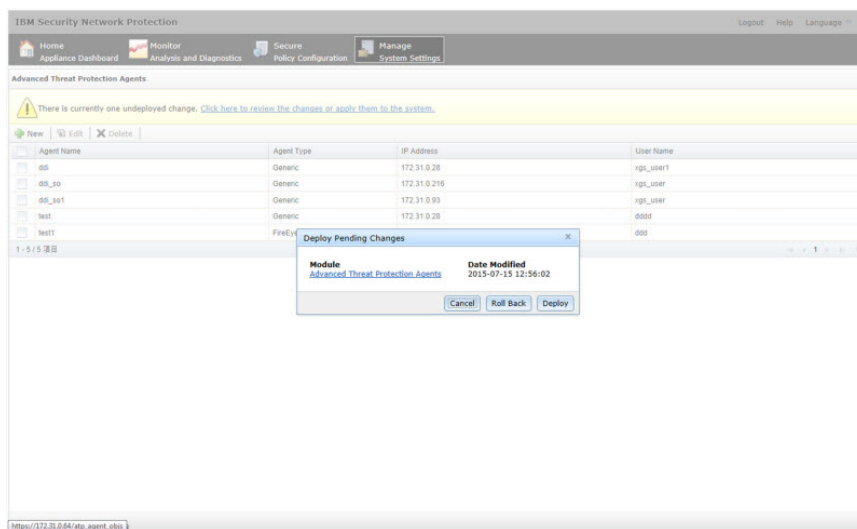 IBM Security Network Protection
Logout Help Language
Home
Appliance Dashboard
Monitor
Analysis and Diagnostics
Secure
Policy Configuration
Manage
System Settings
Advanced Threat Protection Agents
There is currently one undeployed change. Click here to review the changes or apply them to the system.
New Edit Delete
Agent Name Agent Type IP Address User Name
ddi Generic 172.31.0.28 xgs_user1
ddi_so Generic 172.31.0.216 xgs_user
ddi_so1 Generic 172.31.0.93 xgs_user
test Generic 172.31.0.28 dddd
test1 FireEye ddd
1 - 5 / 5 項目
1
Deploy Pending Changes
Module Date Modified
Advanced Threat Protection Agents 2015-07-15 12:56:02
Cancel Roll Back Deploy
https://172.31.0.64/atp_agent_objs